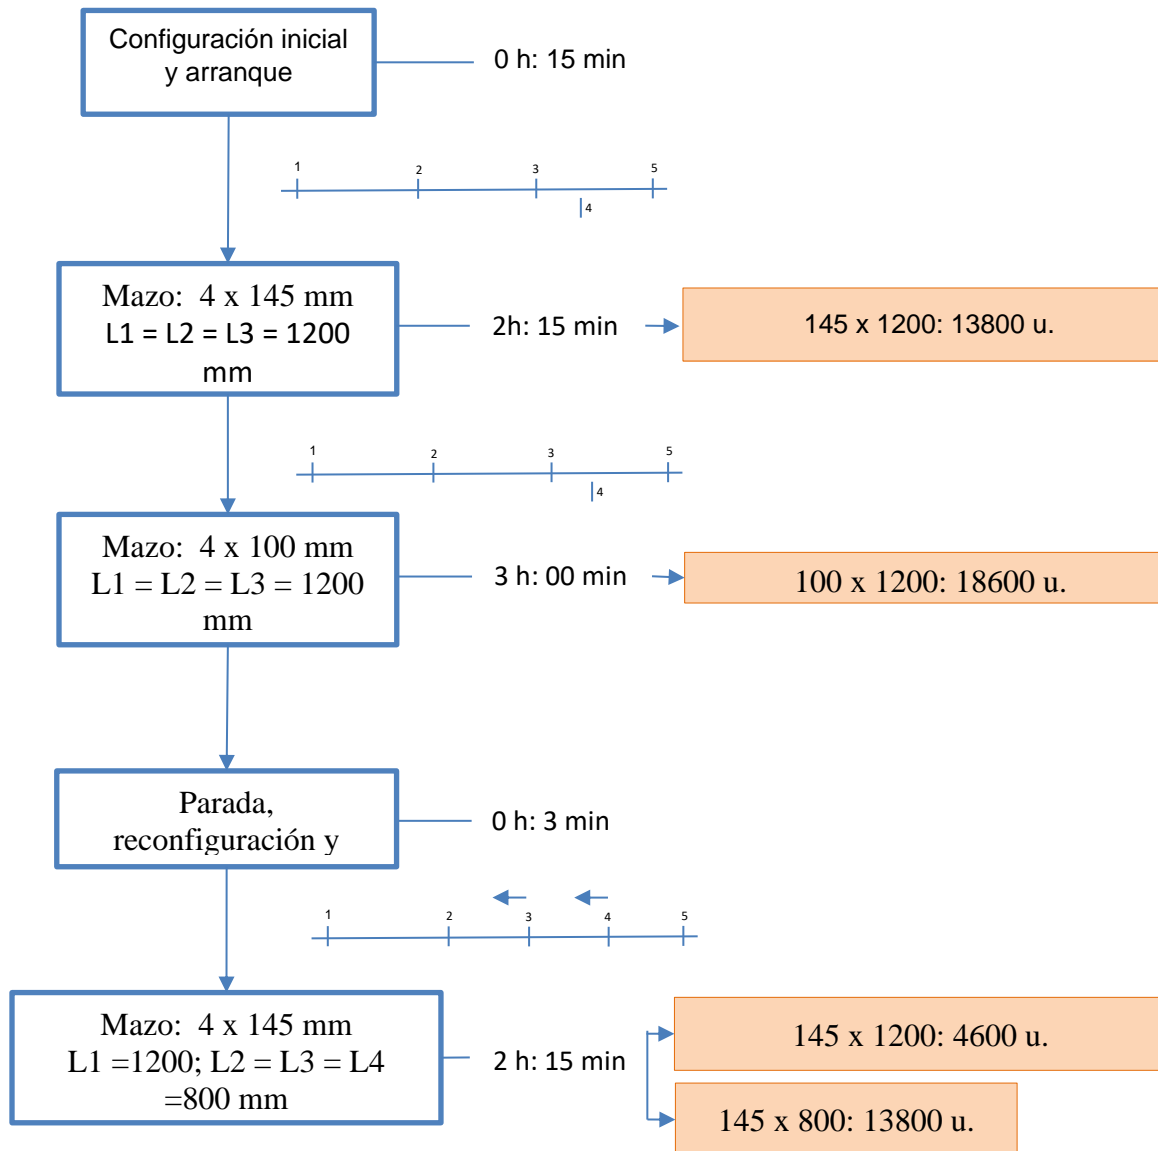 Configuración inicial
y arranque
0 h: 15 min
1
2
3
5
4
Mazo: 4 x 145 mm
L1 = L2 = L3 = 1200
mm
2h: 15 min
145 x 1200: 13800 u.
1
2
3
5
4
Mazo: 4 x 100 mm
L1 = L2 = L3 = 1200
mm
3 h: 00 min
100 x 1200: 18600 u.
Parada,
reconfiguración y
0 h: 3 min
1
2
3
4
5
Mazo: 4 x 145 mm
L1 =1200; L2 = L3 = L4
=800 mm
2 h: 15 min
145 x 1200: 4600 u.
145 x 800: 13800 u.